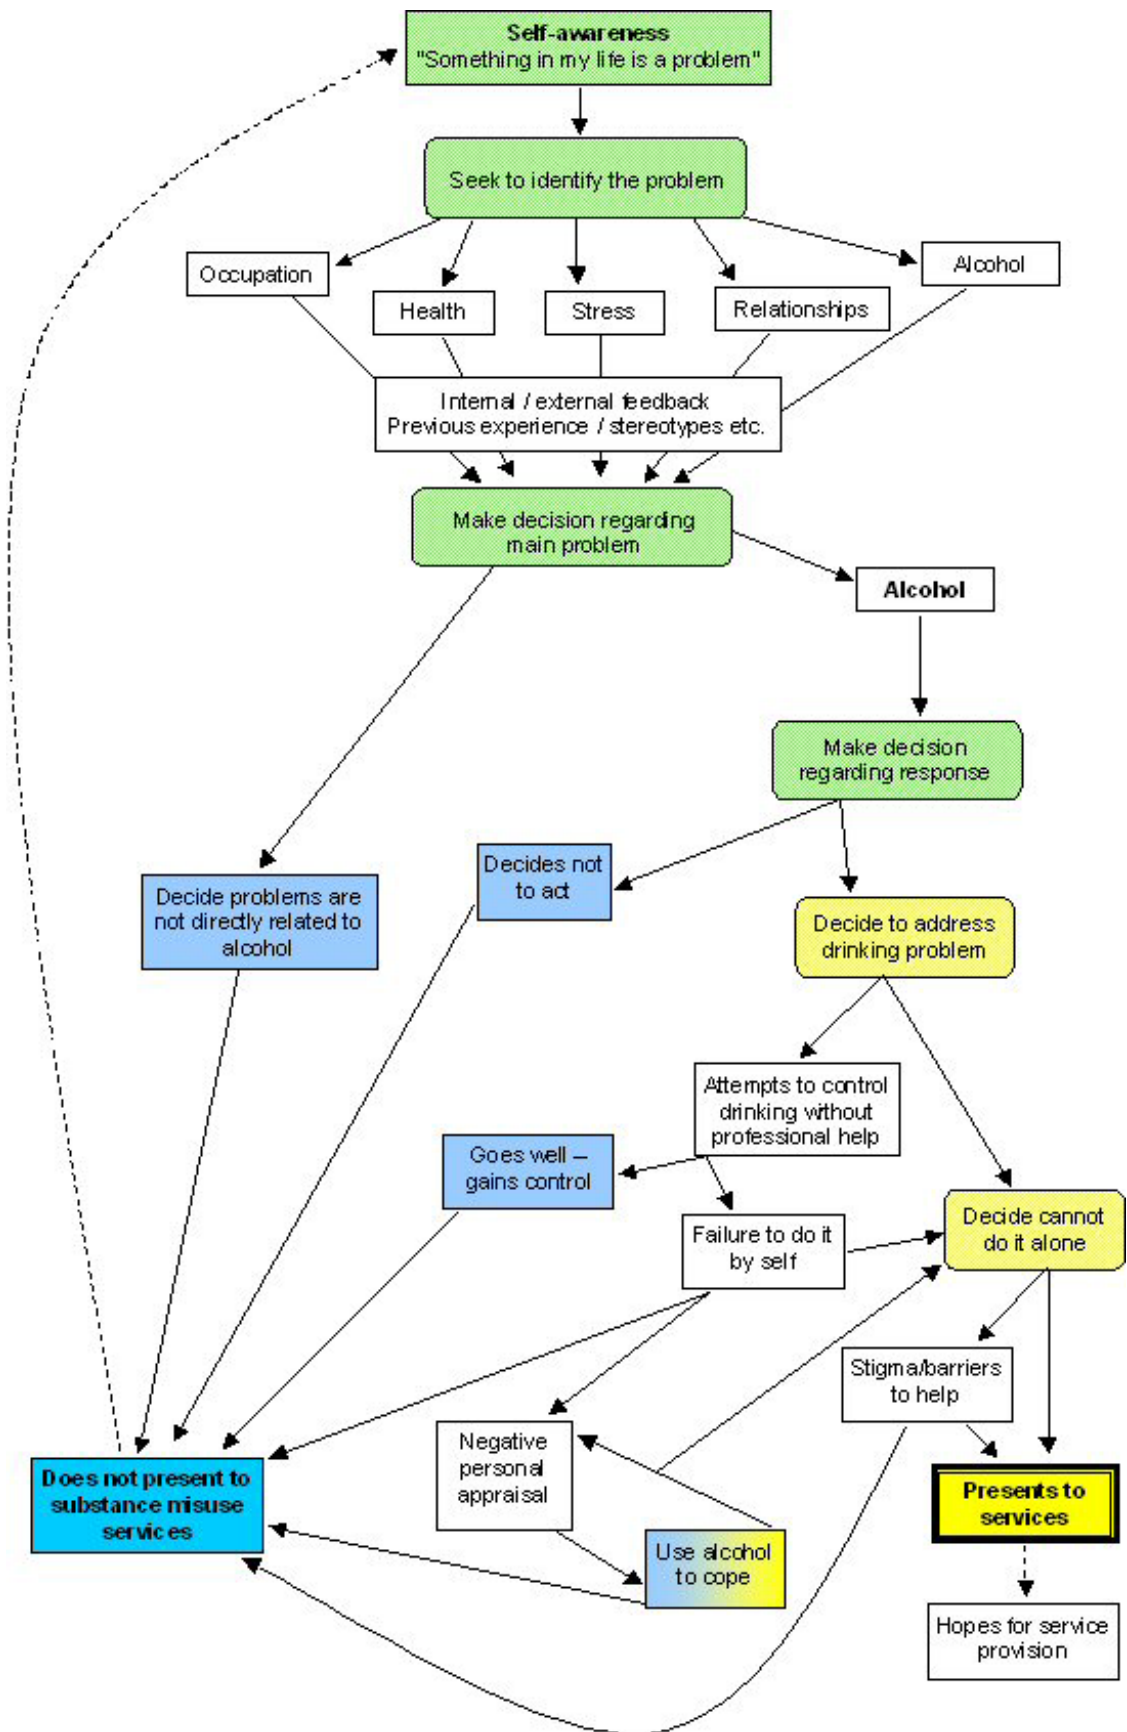 Self-awareness
"Something in my life is a problem"
Seek to identify the problem
Occupation
Health
Stress
Relationships
Alcohol
Internal / external feedback
Previous experience / stereotypes etc.
Make decision regarding
main problem
Alcohol
Make decision
regarding response
Decide problems are
not directly related to
alcohol
Decides not
to act
Decide to address
drinking problem
Attempts to control
drinking without
professional help
Goes well –
gains control
Failure to do it
by self
Decide cannot
do it alone
Stigma/barriers
to help
Negative
personal
appraisal
Does not present to
substance misuse
services
Use alcohol
to cope
Presents to
services
Hopes for service
provision